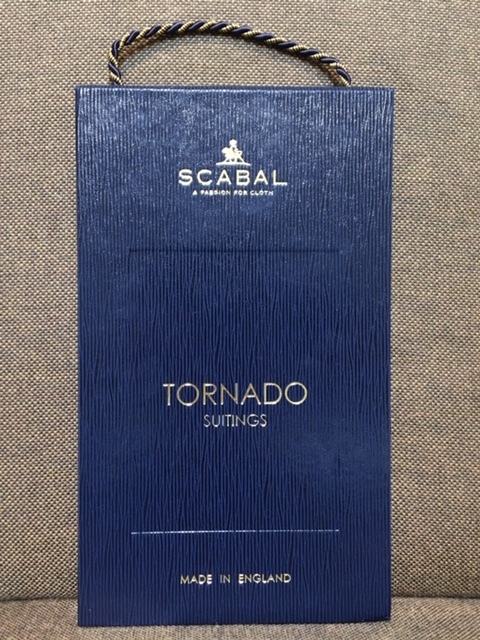 SCABAL
A PASSION FOR CLOTH
TORNADO
SUITINGS
MADE IN ENGLAND